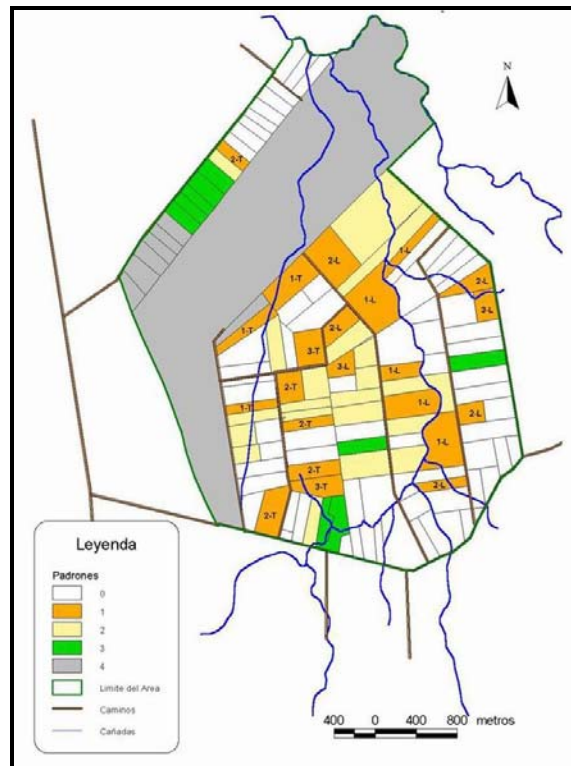 N
2-T
1-L
2-L
1-T
2-L
1-L
2-L
1-T
2-L
3-T
3-L
1-L
2-T
1-L
1-T
2-L
2-T
1-L
2-T
3-T
2-L
2-T
Leyenda
Padrones
0
1
2
3
4
Limite del Area
Caminos
Cañadas
400 0 400 800 metros